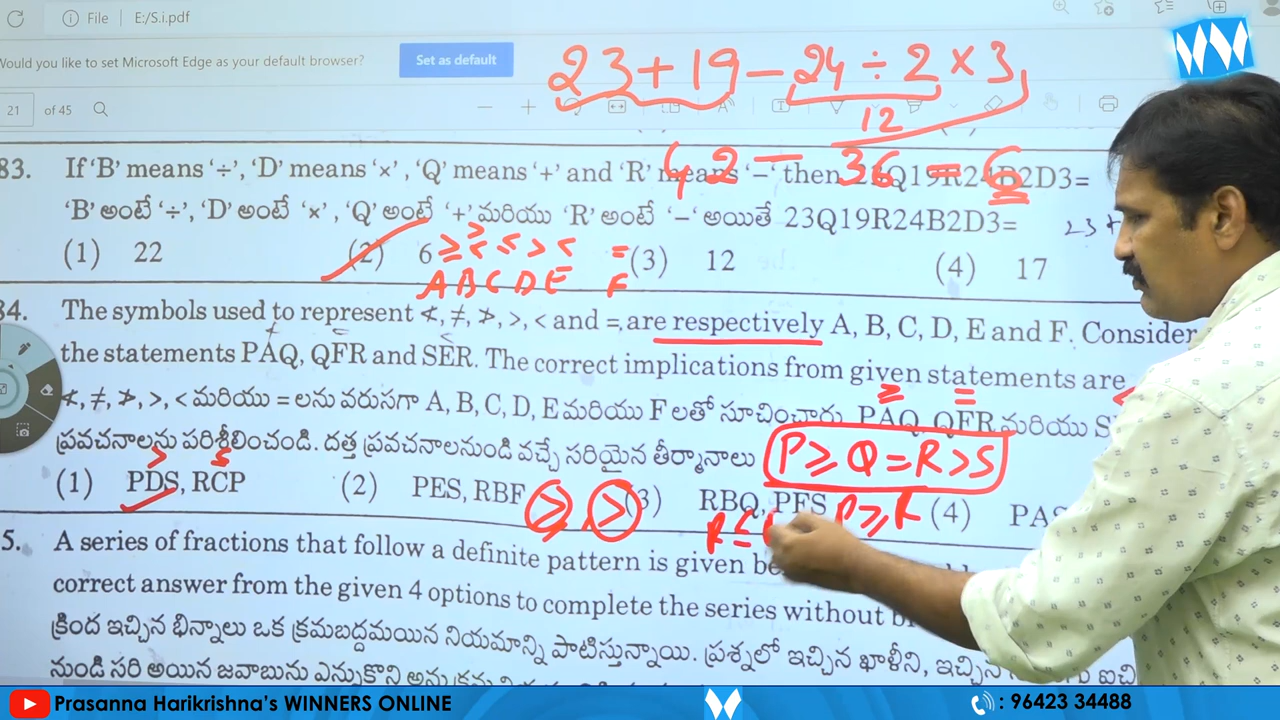 File | E:/S.i.pdf
Would you like to set Microsoft Edge as your default browser? Set as default
21 of 45
23 + 19 – 24 ÷ 2 × 3
12
42 – 36 = 6
83. If 'B' means '÷', 'D' means '×', 'Q' means '+' and 'R' means '–' then 23Q19R24B2D3=
'B' అంటే '÷', 'D' అంటే '×', 'Q' అంటే '+' మరియు 'R' అంటే '–' అయితే 23Q19R24B2D3=
23 +
(1) 22 (2) 6 (3) 12 (4) 17
A B C D E F
84. The symbols used to represent ≮, ≠, ≯, >, < and =, are respectively A, B, C, D, E and F. Consider
the statements PAQ, QFR and SER. The correct implications from given statements are
≮, ≠, ≯, >, < మరియు = లను వరుసగా A, B, C, D, E మరియు F లతో సూచించారు. PAQ, QFR మరియు S
ప్రవచనాలను పరిశీలించండి. దత్త ప్రవచనాలనుండి వచ్చే సరియైన తీర్మానాలు
P ≥ Q = R > S
(1) PDS, RCP (2) PES, RBF (3) RBQ, PFS (4) PAS
P ≥ R
5. A series of fractions that follow a definite pattern is given
correct answer from the given 4 options to complete the series without
క్రింద ఇచ్చిన భిన్నాలు ఒక క్రమబద్ధమయిన నియమాన్ని పాటిస్తున్నాయి. ప్రశ్నలో ఇచ్చిన ఖాళీని, ఇచ్చిన
నుండి సరి అయిన జవాబును ఎన్నుకొని
W
Prasanna Harikrishna's WINNERS ONLINE
W
: 96423 34488